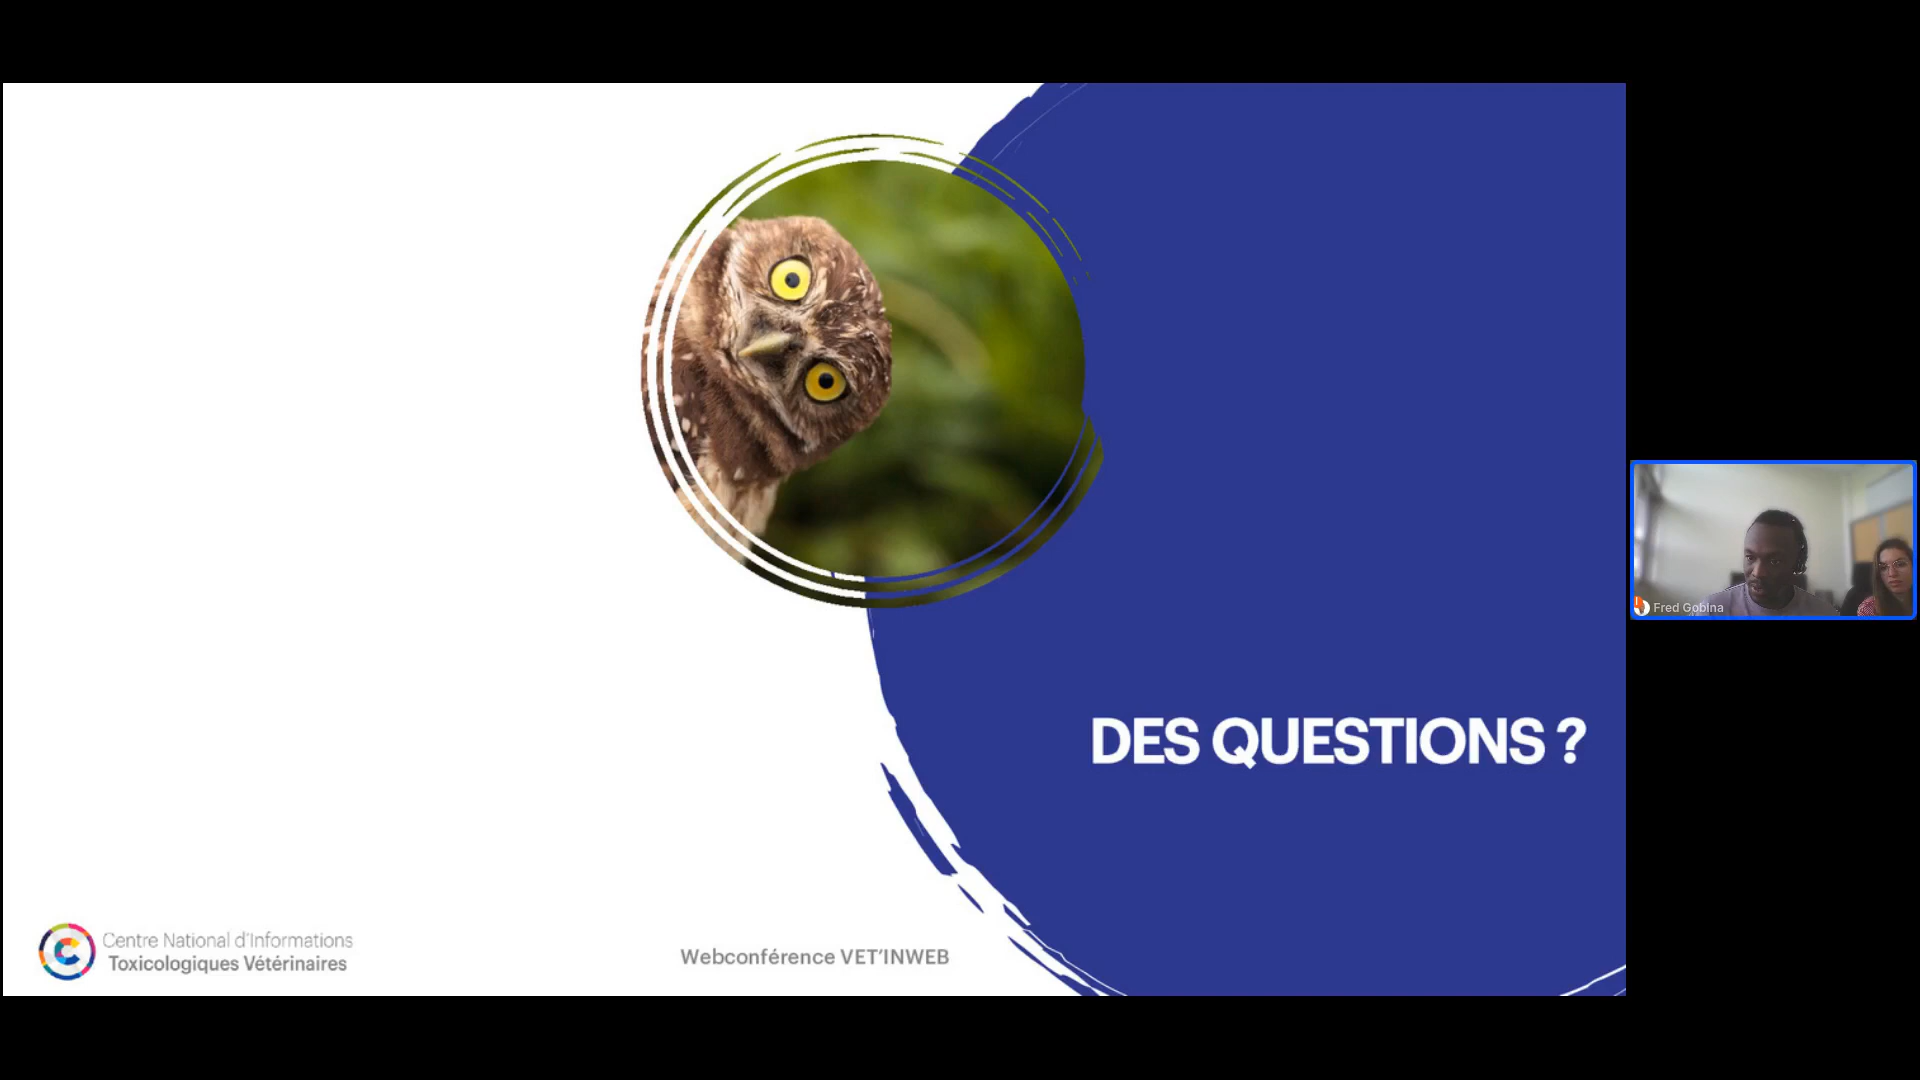 DES QUESTIONS ?
Fred Gobina
Centre National d'Informations
Toxicologiques Vétérinaires
Webconférence VET'INWEB